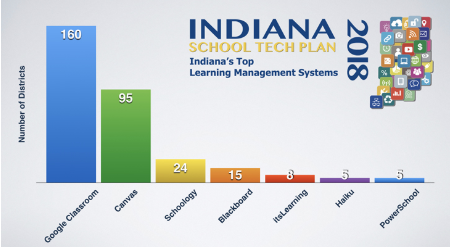 INDIANA
SCHOOL TECH PLAN
2018
Indiana's Top
Learning Management Systems
Number of Districts
160
95
24
15
8
5
5
Google Classroom
Canvas
Schoology
Blackboard
ItsLearning
Haiku
PowerSchool